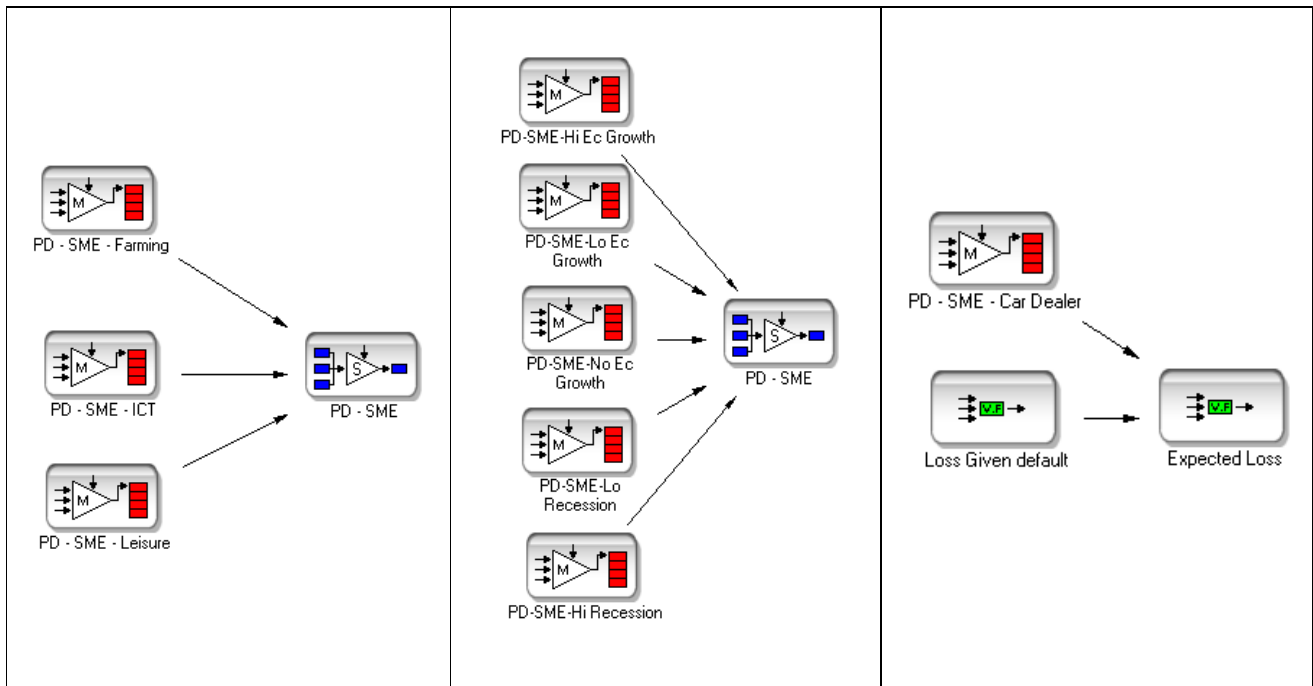 M
PD - SME - Farming
M
PD - SME - ICT
S
PD - SME
M
PD - SME - Leisure
M
PD-SME-Hi Ec Growth
M
PD-SME-Lo Ec
Growth
M
PD-SME-No Ec
Growth
S
PD - SME
M
PD-SME-Lo
Recession
M
PD-SME-Hi Recession
M
PD - SME - Car Dealer
V.F
Loss Given default
V.F
Expected Loss